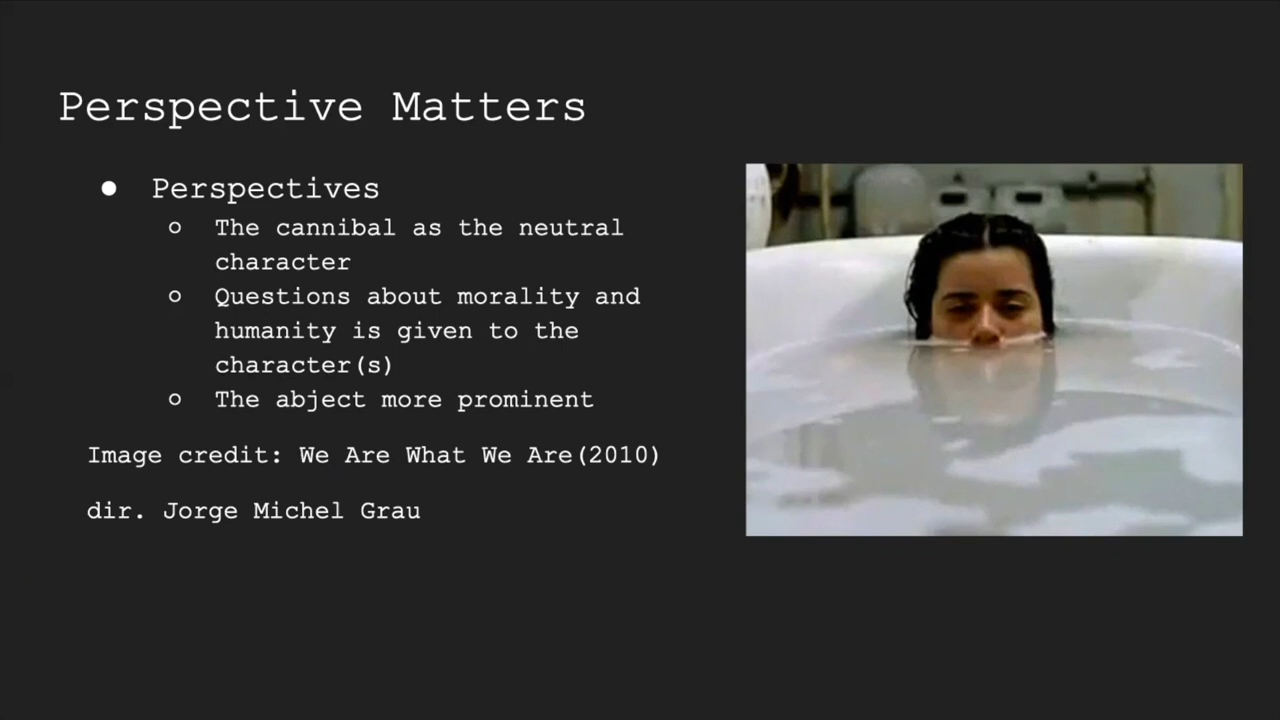 Perspective Matters
● Perspectives
○ The cannibal as the neutral
character
○ Questions about morality and
humanity is given to the
character(s)
○ The abject more prominent
Image credit: We Are What We Are(2010)
dir. Jorge Michel Grau